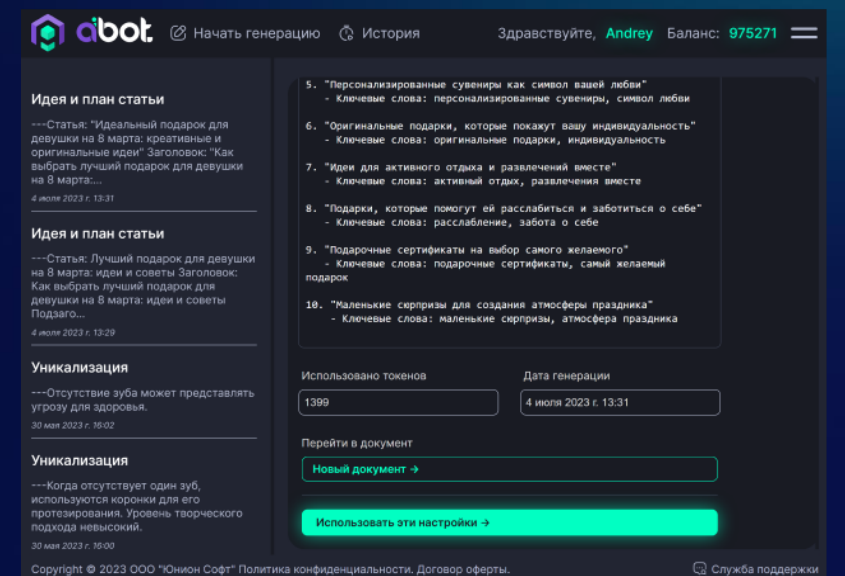 abot.
Начать генерацию
История
Здравствуйте, Andrey
Баланс: 975271
Идея и план статьи
---Статья: "Идеальный подарок для
девушки на 8 марта: креативные и
оригинальные идеи" Заголовок: "Как
выбрать лучший подарок для девушки
на 8 марта:...
4 июля 2023 г. 13:31
Идея и план статьи
---Статья: Лучший подарок для девушки
на 8 марта: идеи и советы Заголовок:
Как выбрать лучший подарок для
девушки на 8 марта: идеи и советы
Подзаго...
4 июля 2023 г. 13:29
Уникализация
---Отсутствие зуба может представлять
угрозу для здоровья.
30 мая 2023 г. 16:02
Уникализация
---Когда отсутствует один зуб,
используются коронки для его
протезирования. Уровень творческого
подхода невысокий.
30 мая 2023 г. 16:00
5. "Персонализированные сувениры как символ вашей любви"
- Ключевые слова: персонализированные сувениры, символ любви
6. "Оригинальные подарки, которые покажут вашу индивидуальность"
- Ключевые слова: оригинальные подарки, индивидуальность
7. "Идеи для активного отдыха и развлечений вместе"
- Ключевые слова: активный отдых, развлечения вместе
8. "Подарки, которые помогут ей расслабиться и заботиться о себе"
- Ключевые слова: расслабление, забота о себе
9. "Подарочные сертификаты на выбор самого желаемого"
- Ключевые слова: подарочные сертификаты, самый желаемый
подарок
10. "Маленькие сюрпризы для создания атмосферы праздника"
- Ключевые слова: маленькие сюрпризы, атмосфера праздника
Использовано токенов
1399
Дата генерации
4 июля 2023 г. 13:31
Перейти в документ
Новый документ →
Использовать эти настройки →
Copyright © 2023 ООО "Юнион Софт" Политика конфиденциальности. Договор оферты.
Служба поддержки